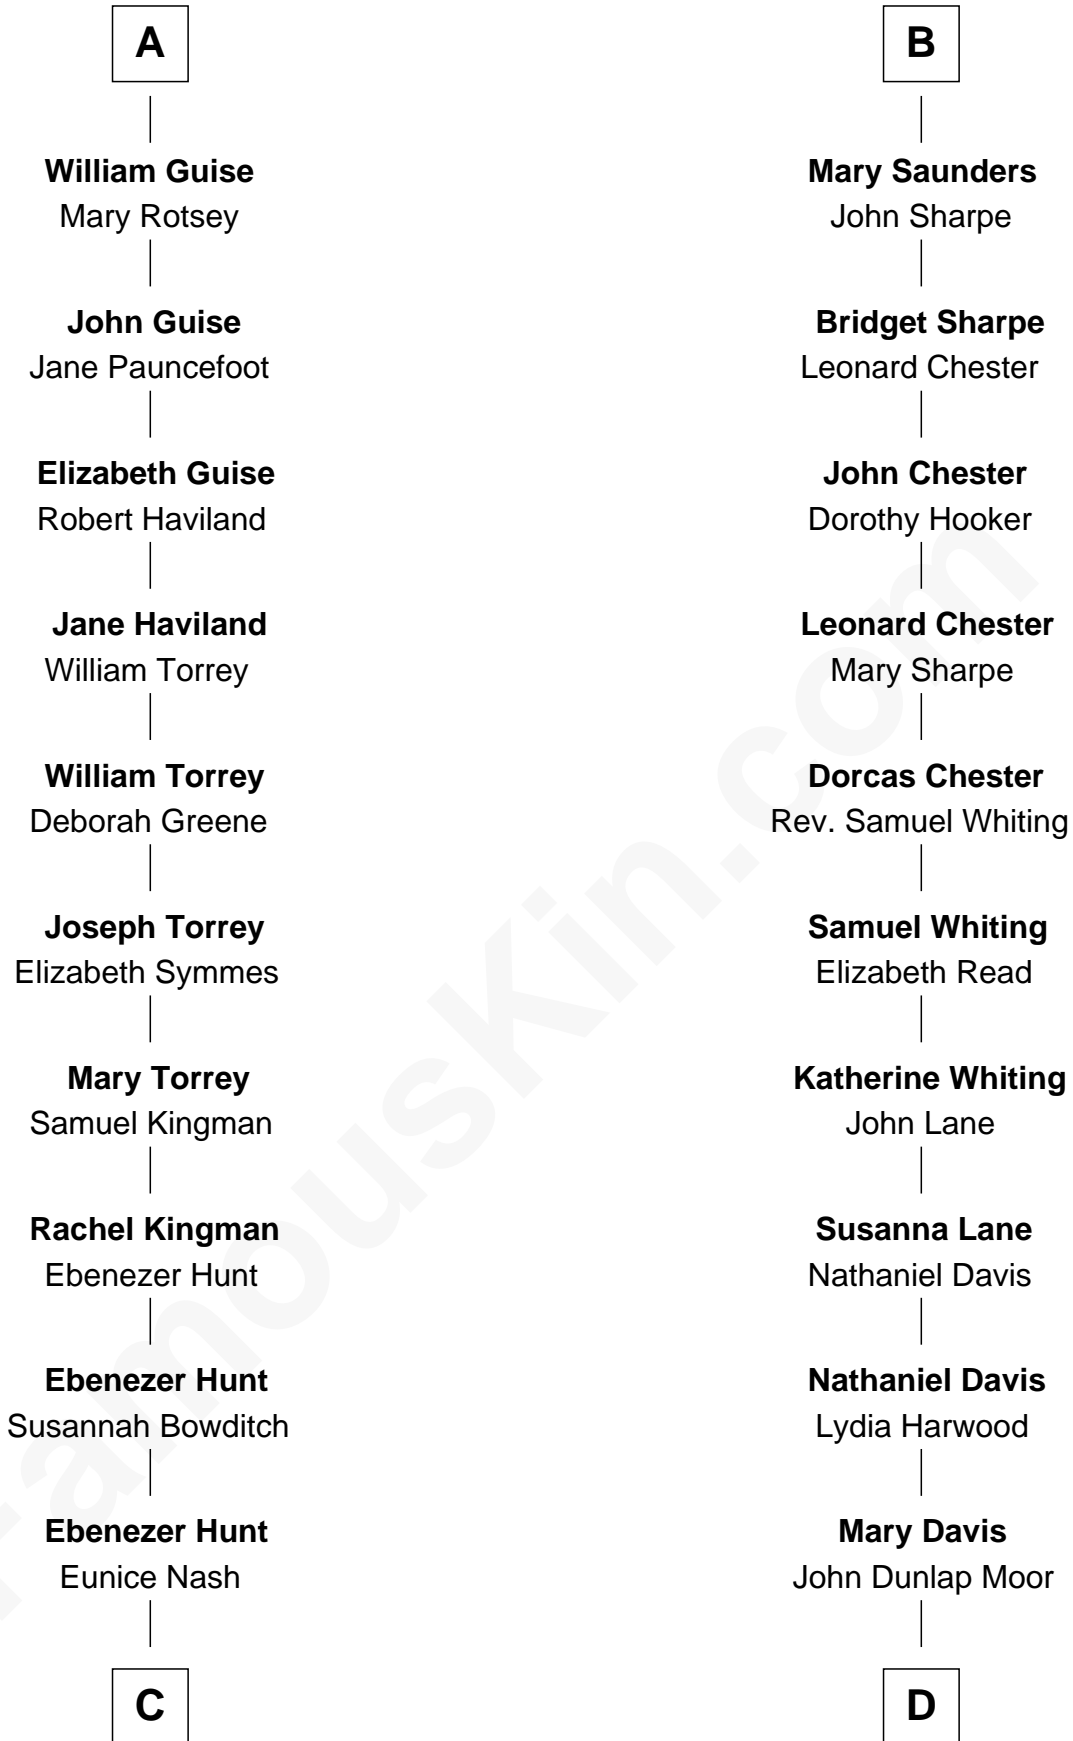 A
William Guise
Mary Rotsey
John Guise
Jane Pauncefoot
Elizabeth Guise
Robert Haviland
Jane Haviland
William Torrey
William Torrey
Deborah Greene
Joseph Torrey
Elizabeth Symmes
Mary Torrey
Samuel Kingman
Rachel Kingman
Ebenezer Hunt
Ebenezer Hunt
Susannah Bowditch
Ebenezer Hunt
Eunice Nash
C
B
Mary Saunders
John Sharpe
Bridget Sharpe
Leonard Chester
John Chester
Dorothy Hooker
Leonard Chester
Mary Sharpe
Dorcas Chester
Rev. Samuel Whiting
Samuel Whiting
Elizabeth Read
Katherine Whiting
John Lane
Susanna Lane
Nathaniel Davis
Nathaniel Davis
Lydia Harwood
Mary Davis
John Dunlap Moor
D
FamousKin.com